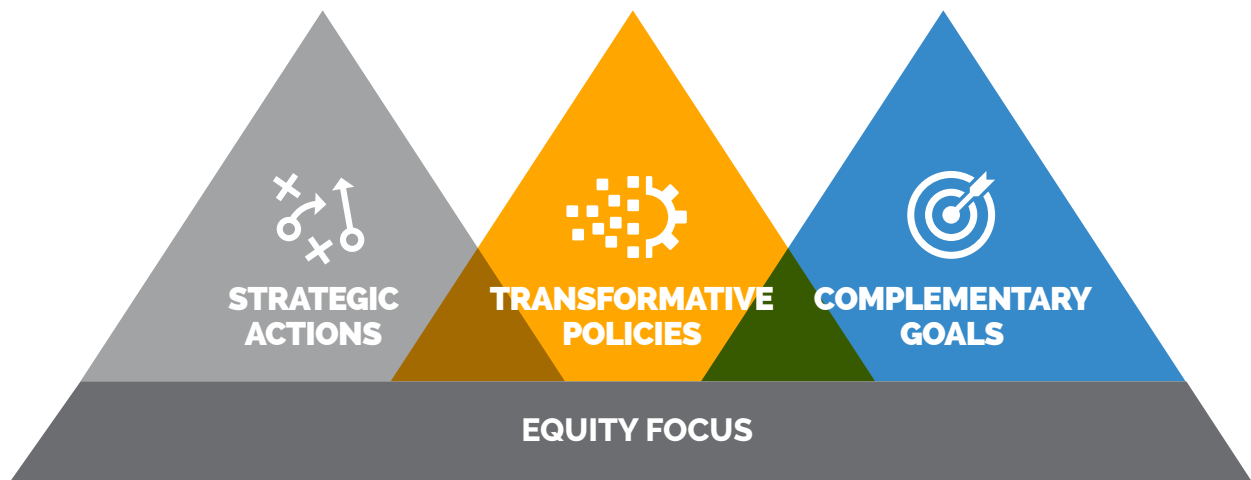 STRATEGIC
ACTIONS
TRANSFORMATIVE
POLICIES
COMPLEMENTARY
GOALS
EQUITY FOCUS